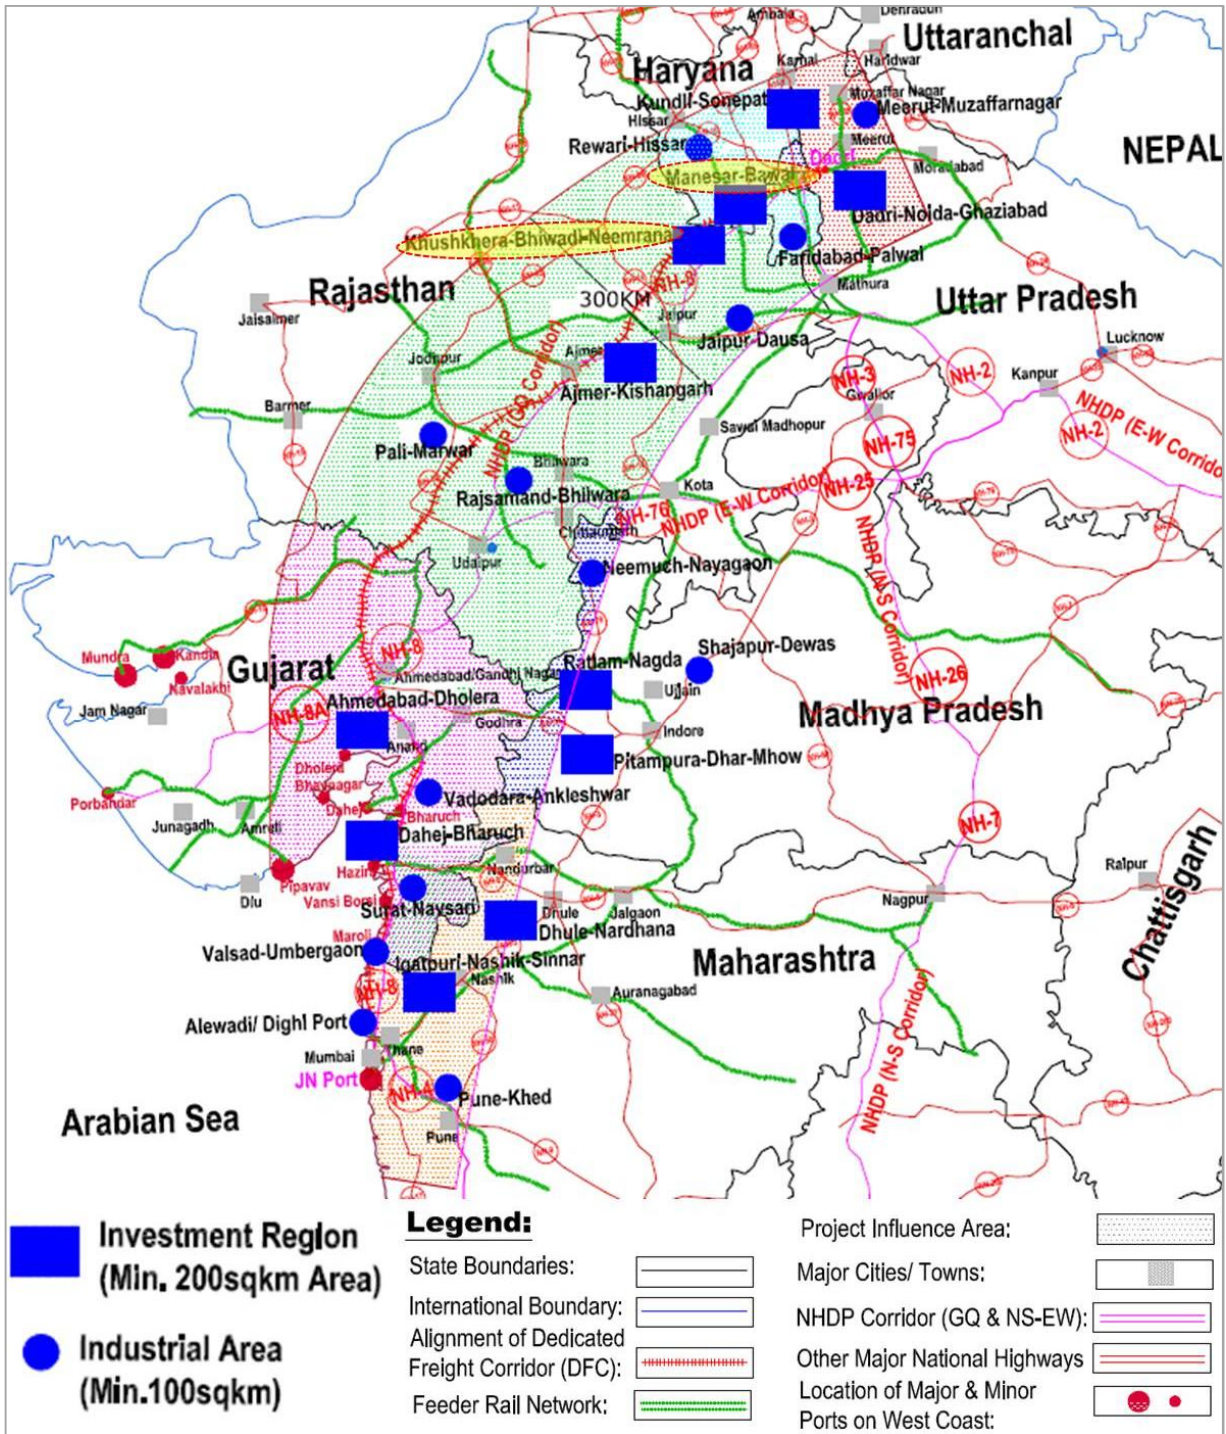 Ambala
Dehradun
Uttaranchal
Haryana
Karnal
Haridwar
Kundli-Sonepat
Muzaffar Nagar
Meerut-Muzaffarnagar
Hissar
Rewari-Hissar
Meerut
NEPAL
Dadri
Moradabad
Manesar-Bawal
Dadri-Noida-Ghaziabad
Khushkhera-Bhiwadi-Neemrana
Faridabad-Palwal
Rajasthan
NH-8
Mathura
300KM
Uttar Pradesh
Jaisalmer
Jaipur
Jaipur-Dausa
Lucknow
Jodhpur
Ajmer
NH-3
NH-2
Kanpur
Ajmer-Kishangarh
Gwalior
NHDP (E-W Corrido
Barmer
NHDP (GQ Corridor)
Sawai Madhopur
NH-2
Pali-Marwar
NH-75
Bhilwara
Rajsamand-Bhilwara
Kota
NH-25
NH-76
NHDP (E-W Corridor)
Chittaurgarh
Udaipur
Neemuch-Nayagaon
NHDP (N-S Corridor)
Mundra
Kandla
NH-8
Shajapur-Dewas
Gujarat
Ratlam-Nagda
NH-26
Navalakhi
Ahmedabad/Gandhi Nagar
Ujjain
Jam Nagar
NH-8A
Ahmedabad-Dholera
Madhya Pradesh
Godhra
Indore
Anand
Pitampura-Dhar-Mhow
Dholera
Bhavnagar
Porbandar
Vadodara-Ankleshwar
Dahej
Bharuch
Junagadh
Amreli
Dahej-Bharuch
NH-7
Chattisgarh
Hazira
Nandurbar
Raipur
Pipavav
Diu
Vansi Borsi
Surat-Naysari
Dhule
Jalgaon
Nagpur
Dhule-Nardhana
Maroli
Valsad-Umbergaon
Igatpuri-Nashik-Sinnar
Maharashtra
Nashik
NH-8
Auranagabad
Alewadi/ Dighi Port
Thane
Mumbai
JN Port
NH-4
NHDP (N-S Corridor)
Pune-Khed
Arabian Sea
Pune
Investment Region
(Min. 200sqkm Area)
Industrial Area
(Min.100sqkm)
Legend:
State Boundaries:
International Boundary:
Alignment of Dedicated
Freight Corridor (DFC):
Feeder Rail Network:
Project Influence Area:
Major Cities/ Towns:
NHDP Corridor (GQ & NS-EW):
Other Major National Highways
Location of Major & Minor
Ports on West Coast: